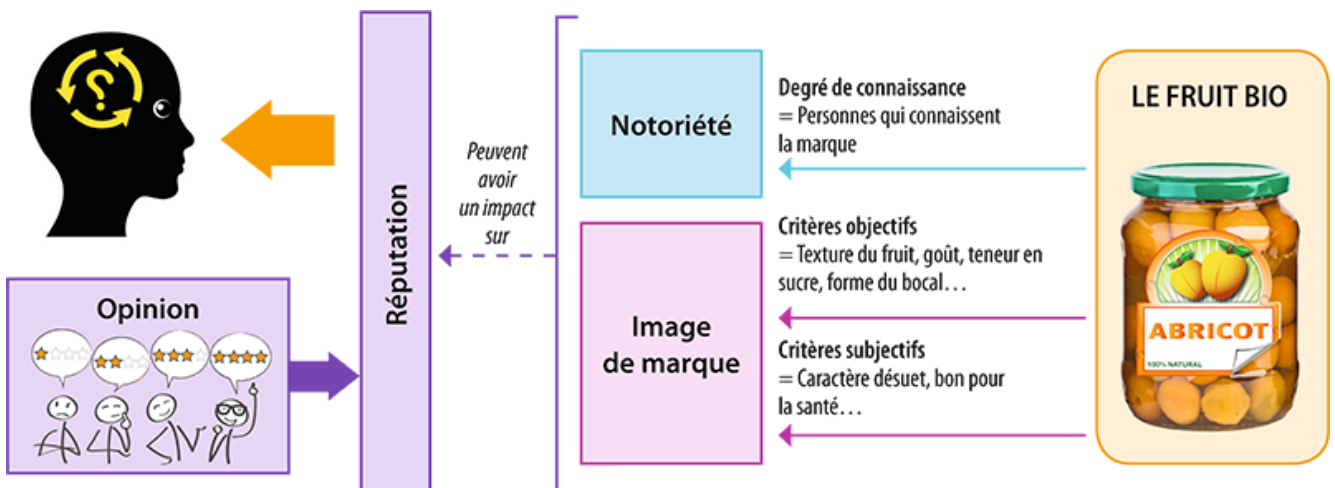 Opinion
Réputation
Peuvent
avoir
un impact
sur
Notoriété
Image
de marque
Degré de connaissance
= Personnes qui connaissent
la marque
Critères objectifs
= Texture du fruit, goût, teneur en
sucre, forme du bocal…
Critères subjectifs
= Caractère désuet, bon pour
la santé…
LE FRUIT BIO
ABRICOT
100% NATURAL
?